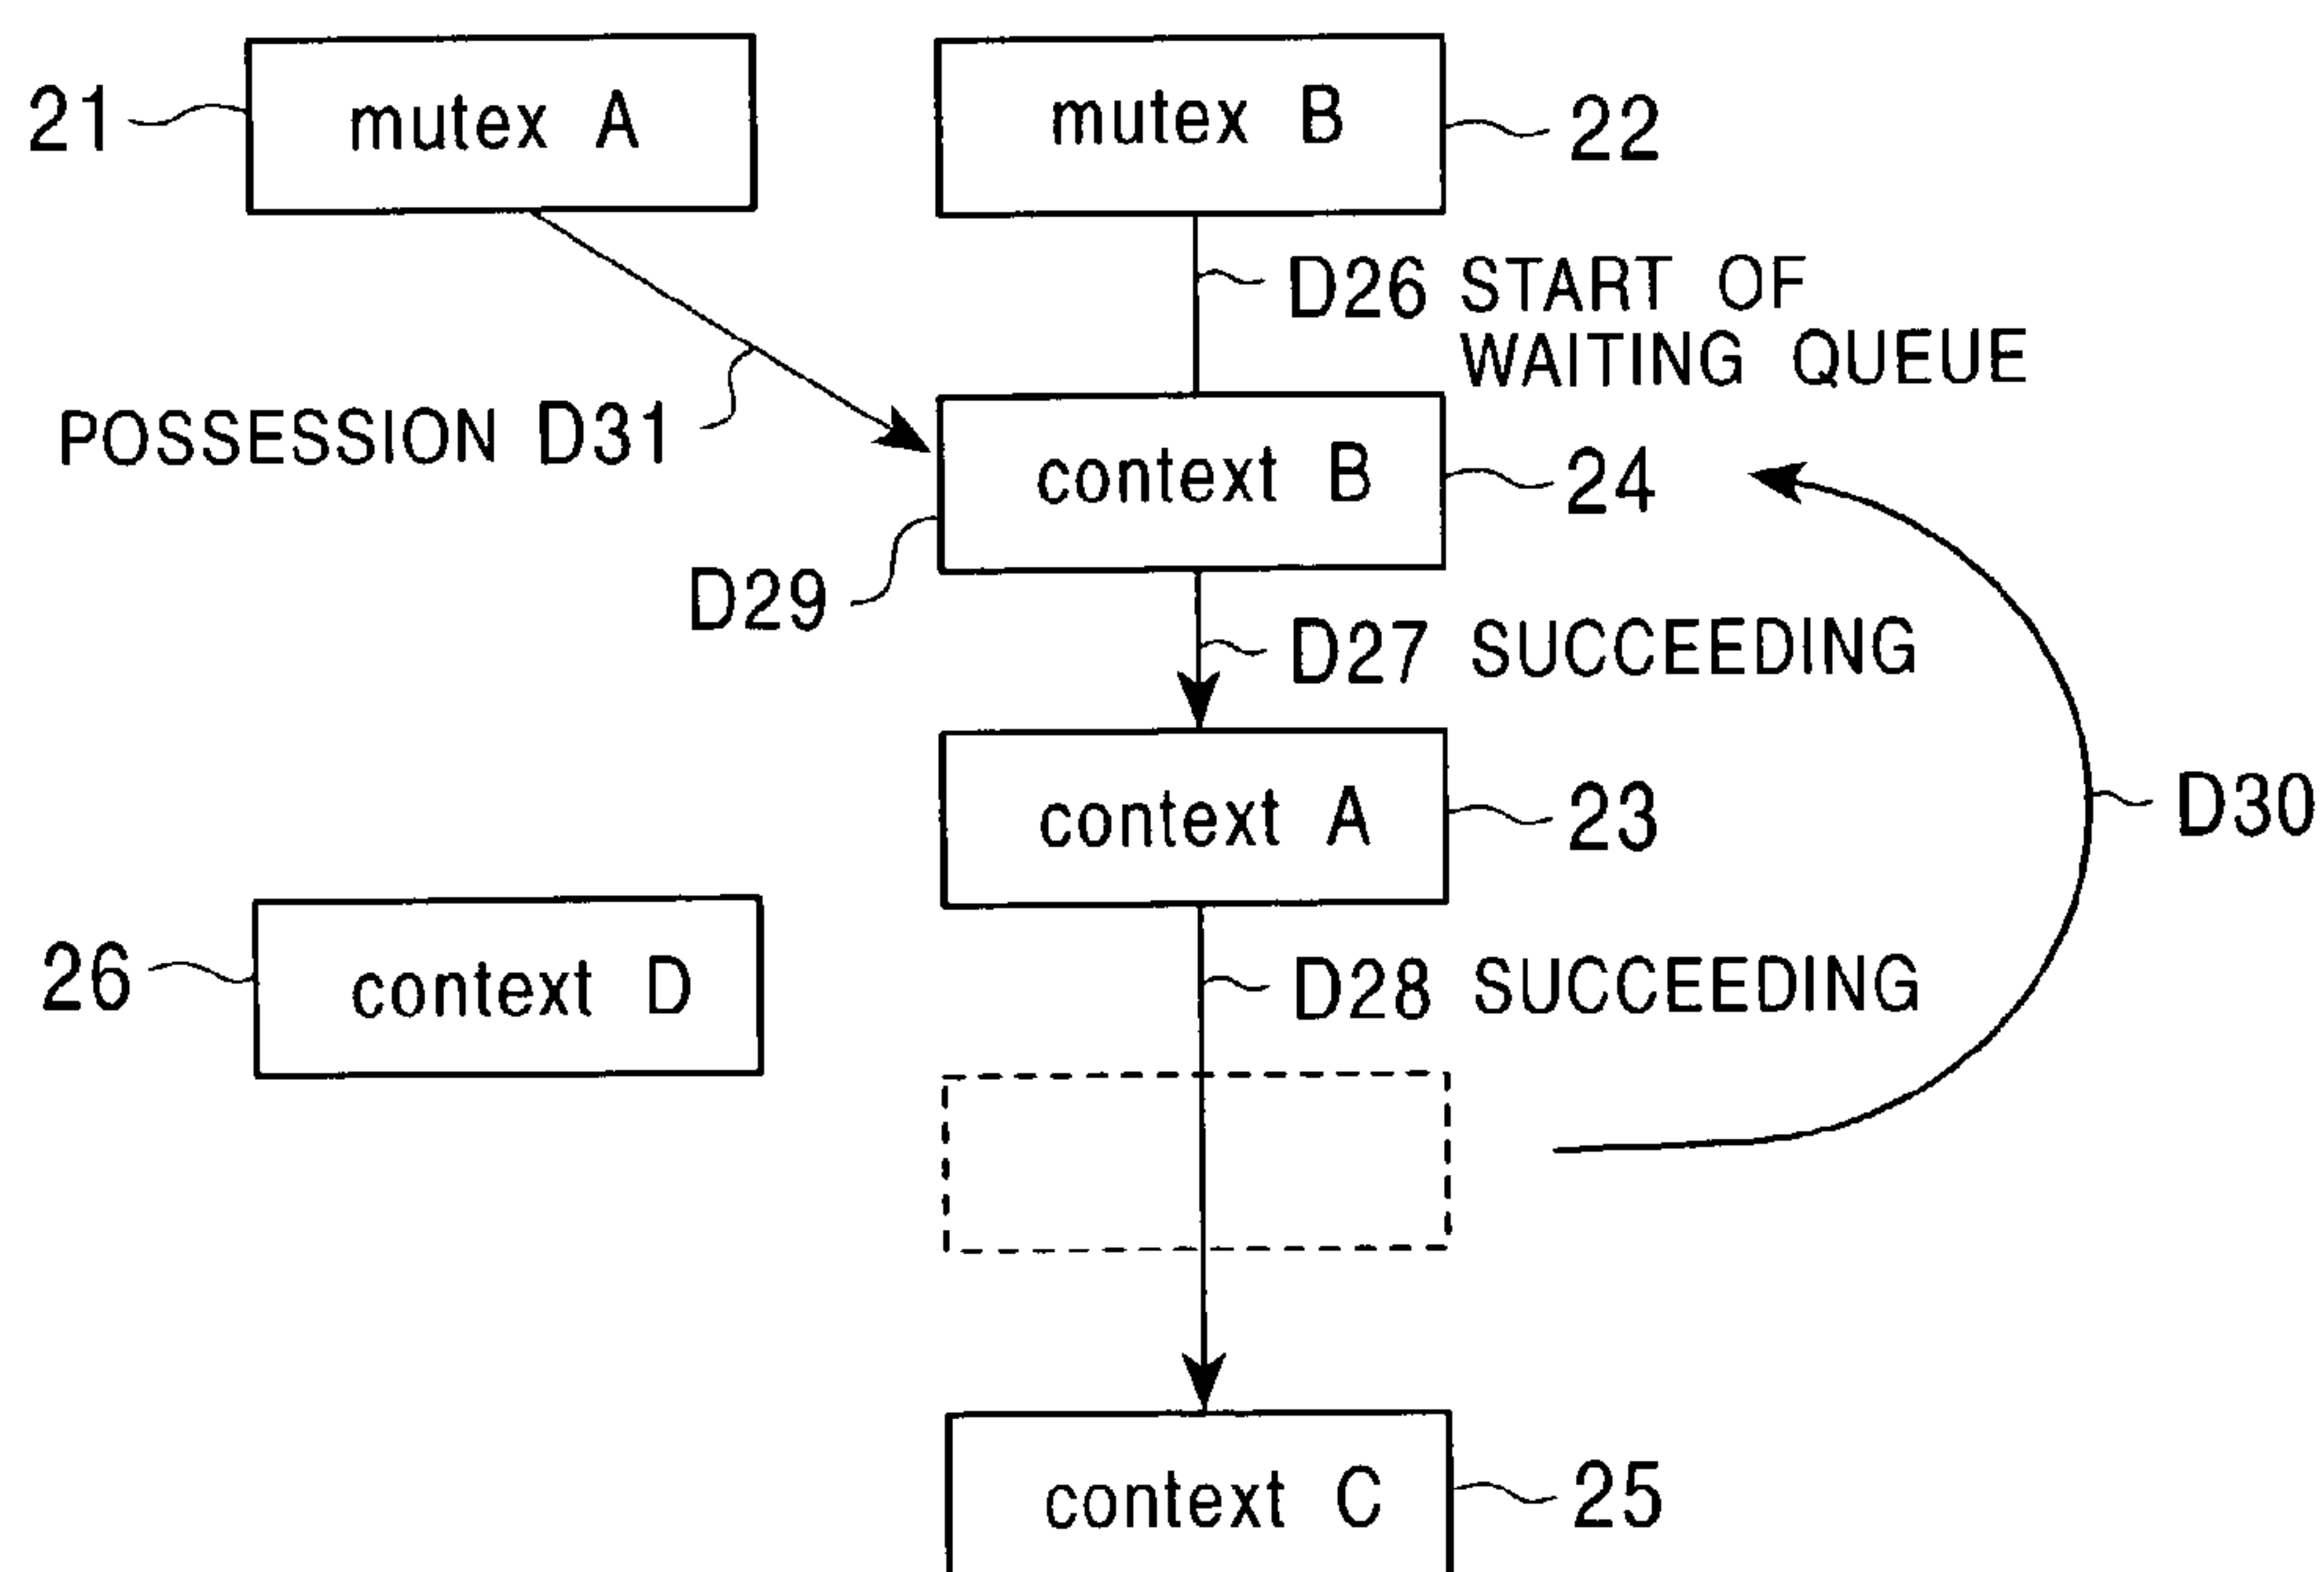 21
mutex A
mutex B
22
D26 START OF
WAITING QUEUE
POSSESSION D31
context B
24
D29
D27 SUCCEEDING
context A
23
D30
26
context D
D28 SUCCEEDING
context C
25